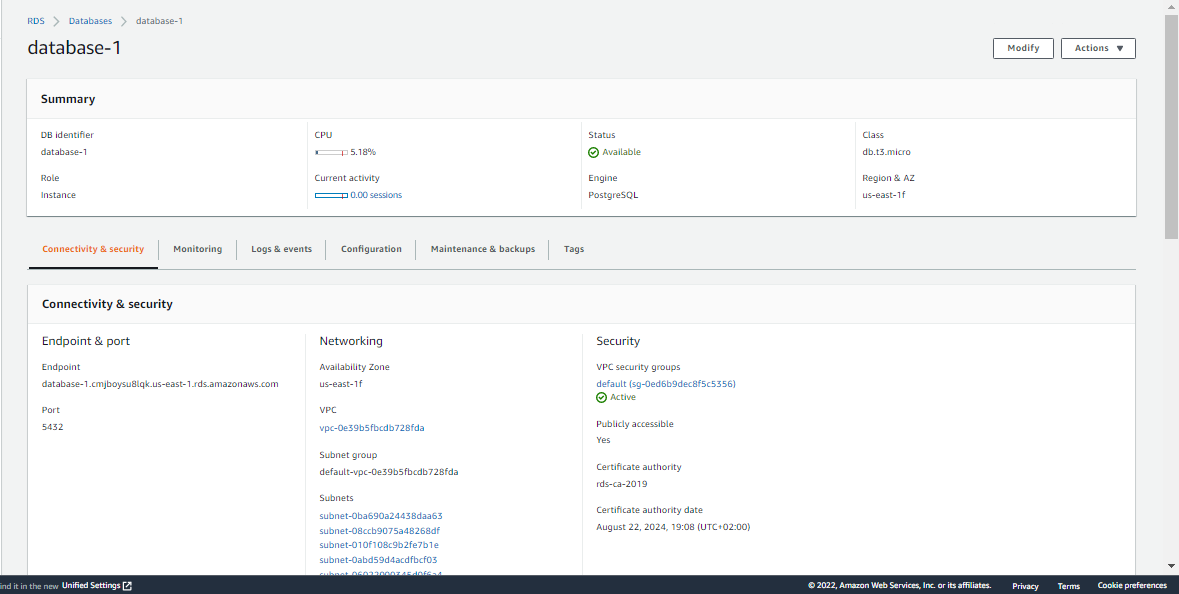 RDS > Databases > database-1
database-1
Modify
Actions ▼
Summary
DB identifier
database-1
CPU
5.18%
Status
Available
Class
db.t3.micro
Role
Instance
Current activity
0.00 sessions
Engine
PostgreSQL
Region & AZ
us-east-1f
Connectivity & security
Monitoring
Logs & events
Configuration
Maintenance & backups
Tags
Connectivity & security
Endpoint & port
Endpoint
database-1.cmjboysu8lqk.us-east-1.rds.amazonaws.com
Port
5432
Networking
Availability Zone
us-east-1f
VPC
vpc-0e39b5fbcdb728fda
Subnet group
default-vpc-0e39b5fbcdb728fda
Subnets
subnet-0ba690a24438daa63
subnet-08ccb9075a48268df
subnet-010f108c9b2fe7b1e
subnet-0abd59d4acdfbcf03
Security
VPC security groups
default (sg-0ed6b9dec8f5c5356)
Active
Publicly accessible
Yes
Certificate authority
rds-ca-2019
Certificate authority date
August 22, 2024, 19:08 (UTC+02:00)
ind it in the new Unified Settings
© 2022, Amazon Web Services, Inc. or its affiliates.
Privacy
Terms
Cookie preferences